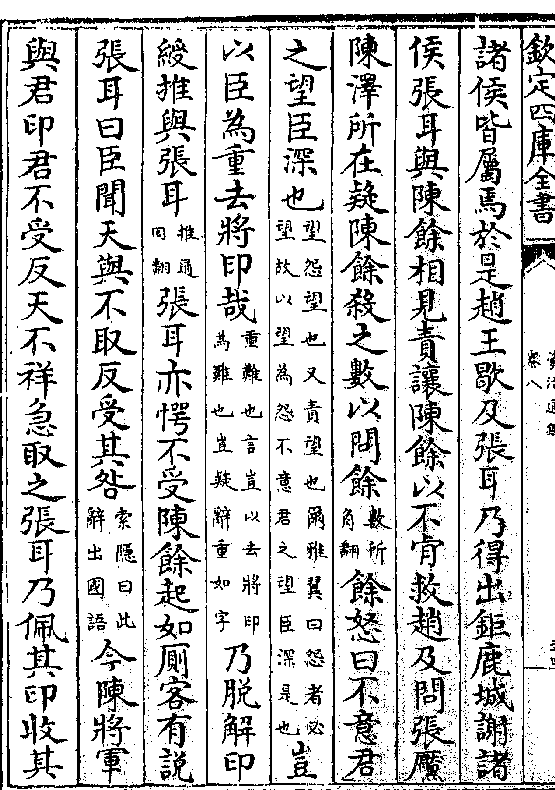 欽定四庫全書
諸侯皆屬焉於是趙王歇及張耳乃得出鉅鹿城謝諸
侯張耳與陳餘相見責讓陳餘以不肯救趙及問張黶
陳澤所在疑陳餘殺之數以問餘數所角翻餘怒曰不意君
之望臣深也望怨望也又責望也爾雅翼曰怨者必望故以望為怨不意君之望臣深是也豈
以臣為重去將印哉重難也言豈以去將印為難也豈疑辭重如字乃脱解印
綬推與張耳推通回翻張耳亦愕不受陳餘起如厠客有說
張耳曰臣聞天與不取反受其咎索隱曰此辭出國語今陳將軍
與君印君不受反天不祥急取之張耳乃佩其印收其